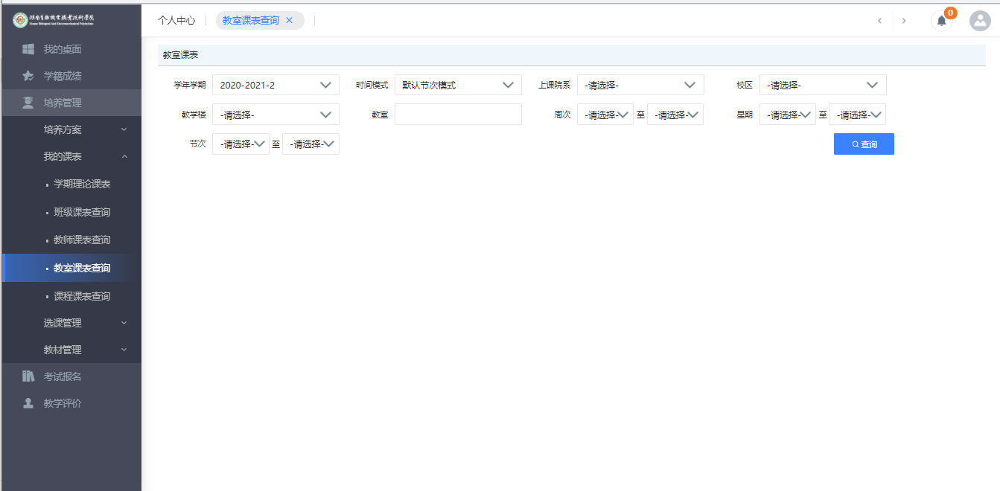 湖南生物机电职业技术学院
Hunan Biological And Electromechanical Polytechnic
个人中心
教室课表查询 ×
0
我的桌面
学籍成绩
培养管理
培养方案
我的课表
学期理论课表
班级课表查询
教师课表查询
教室课表查询
课程课表查询
选课管理
教材管理
考试报名
教学评价
教室课表
学年学期 2020-2021-2 时间模式 默认节次模式 上课院系 -请选择- 校区 -请选择-
教学楼 -请选择- 教室 周次 -请选择- 至 -请选择- 星期 -请选择- 至 -请选择-
节次 -请选择- 至 -请选择- 查询